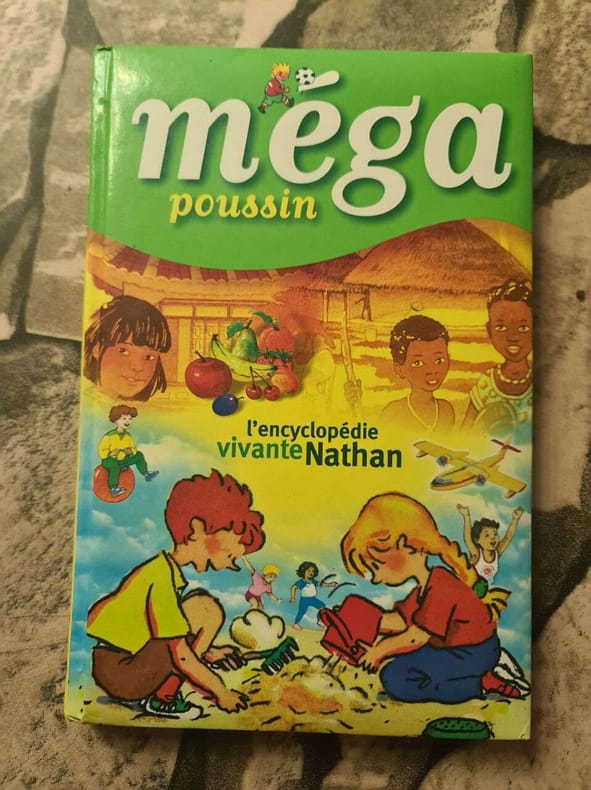 méga
poussin
l'encyclopédie
vivante Nathan